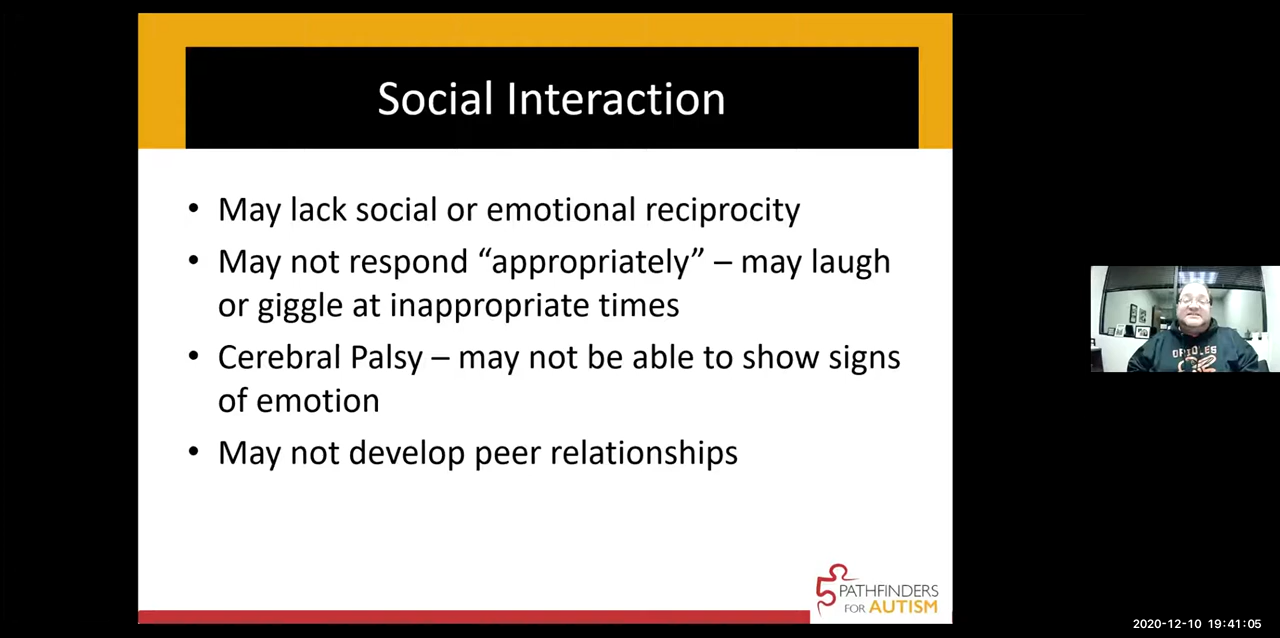 Social Interaction
• May lack social or emotional reciprocity
• May not respond “appropriately” – may laugh
or giggle at inappropriate times
• Cerebral Palsy – may not be able to show signs
of emotion
• May not develop peer relationships
ORIOLES
PATHFINDERS
FOR AUTISM
2020-12-10 19:41:05